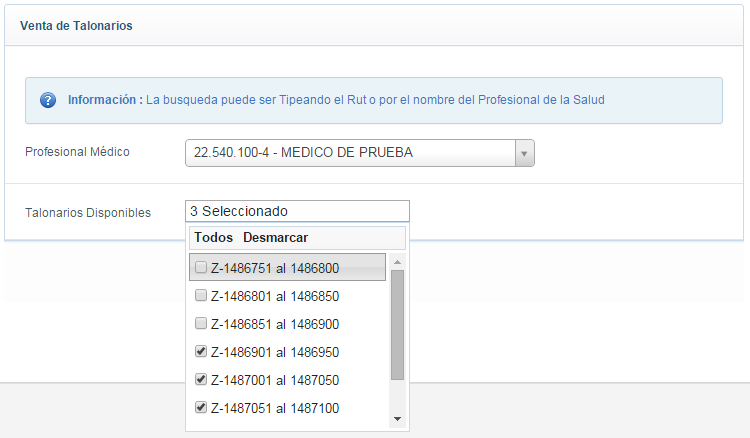 Venta de Talonarios
Información : La busqueda puede ser Tipeando el Rut o por el nombre del Profesional de la Salud
Profesional Médico 22.540.100-4 - MEDICO DE PRUEBA
Talonarios Disponibles 3 Seleccionado
Todos Desmarcar
Z-1486751 al 1486800
Z-1486801 al 1486850
Z-1486851 al 1486900
Z-1486901 al 1486950
Z-1487001 al 1487050
Z-1487051 al 1487100